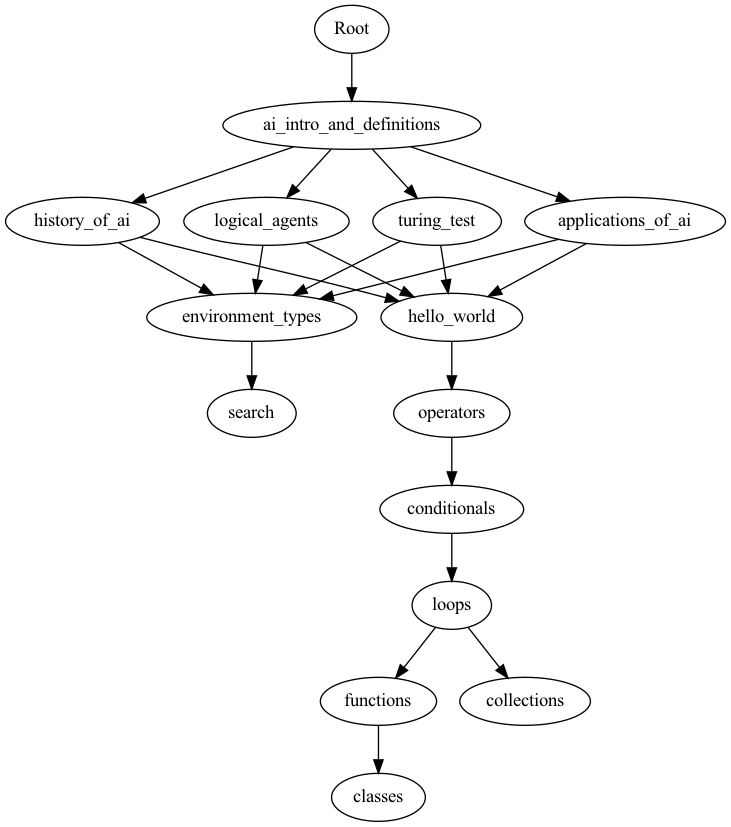 Root
ai_intro_and_definitions
history_of_ai
logical_agents
turing_test
applications_of_ai
environment_types
hello_world
search
operators
conditionals
loops
functions
collections
classes